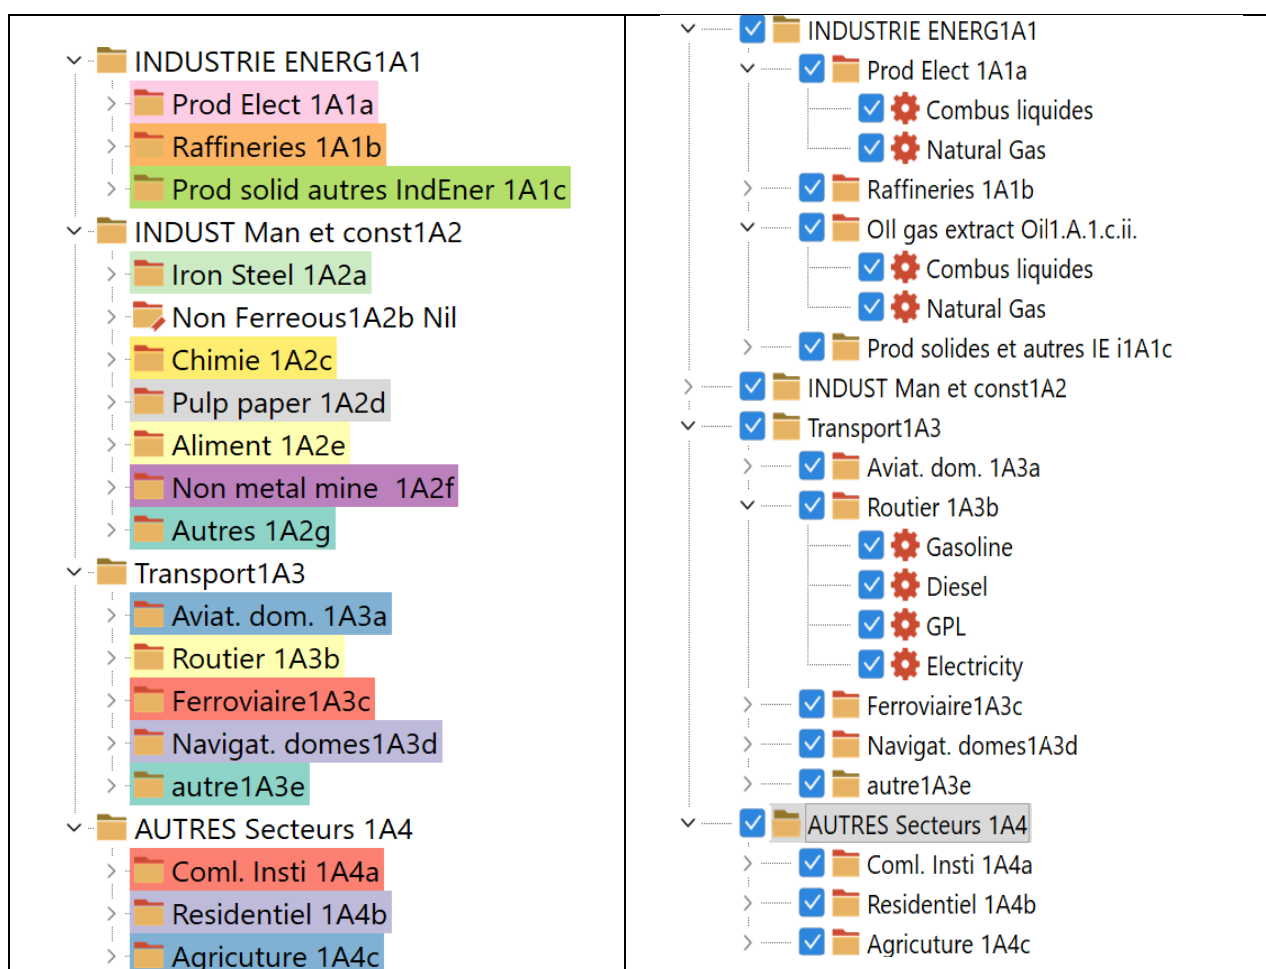 INDUSTRIE ENERG1A1
Prod Elect 1A1a
Raffineries 1A1b
Prod solid autres IndEner 1A1c
INDUST Man et const1A2
Iron Steel 1A2a
Non Ferreous1A2b Nil
Chimie 1A2c
Pulp paper 1A2d
Aliment 1A2e
Non metal mine 1A2f
Autres 1A2g
Transport1A3
Aviat. dom. 1A3a
Routier 1A3b
Ferroviaire1A3c
Navigat. domes1A3d
autre1A3e
AUTRES Secteurs 1A4
Coml. Insti 1A4a
Residentiel 1A4b
Agricuture 1A4c
INDUSTRIE ENERG1A1
Prod Elect 1A1a
Combus liquides
Natural Gas
Raffineries 1A1b
OIl gas extract Oil1.A.1.c.ii.
Combus liquides
Natural Gas
Prod solides et autres IE i1A1c
INDUST Man et const1A2
Transport1A3
Aviat. dom. 1A3a
Routier 1A3b
Gasoline
Diesel
GPL
Electricity
Ferroviaire1A3c
Navigat. domes1A3d
autre1A3e
AUTRES Secteurs 1A4
Coml. Insti 1A4a
Residentiel 1A4b
Agricuture 1A4c